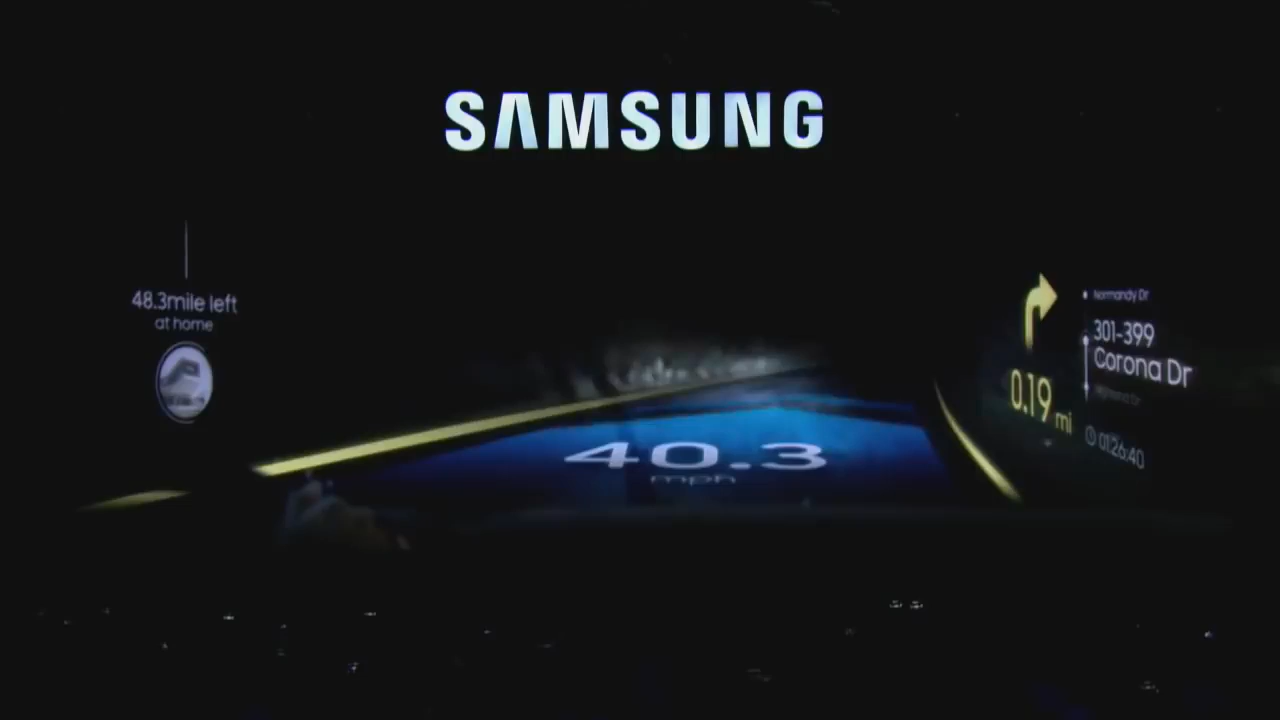 SAMSUNG
48.3mile left
at home
Normandy Dr
301-399
Corona Dr
0.19 mi
01:26:40
40.3
mph